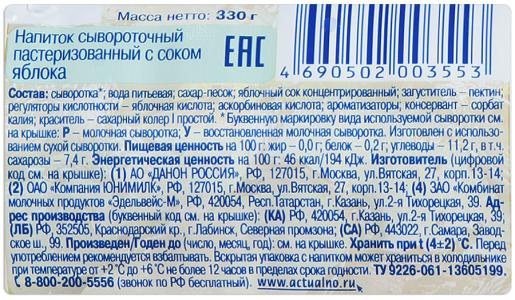 Масса нетто: 330 г
Напиток сывороточный
пастеризованный с соком
яблока
EAC
4 690502 003553
Состав: сыворотка*; вода питьевая; сахар-песок; яблочный сок концентрированный; загуститель – пектин;
регуляторы кислотности – яблочная кислота; аскорбиновая кислота; ароматизаторы; консервант – сорбат
калия; краситель – сахарный колер I простой. * Буквенную маркировку вида используемой сыворотки см.
на крышке: Р – молочная сыворотка; У – восстановленная молочная сыворотка. Изготовлен с использо-
ванием сухой сыворотки. Пищевая ценность на 100 г: жир – 0,0 г; белок – 0,2 г; углеводы – 11,2 г, в т.ч.
сахарозы – 7,4 г. Энергетическая ценность на 100 г: 46 ккал/194 кДж. Изготовитель (цифровой
код см. на крышке): (1) АО «ДАНОН РОССИЯ», РФ, 127015, г.Москва, ул.Вятская, 27, корп. 13-14;
(2) ОАО «Компания ЮНИМИЛК», РФ, 127015, г.Москва, ул.Вятская, 27, корп. 13-14; (4) ЗАО «Комбинат
молочных продуктов «Эдельвейс-М», РФ, 420054, Респ.Татарстан, г.Казань, ул.2-я Тихорецкая, 39. Ад-
рес производства (буквенный код см. на крышке): (КА) РФ, 420054, г.Казань, ул.2-я Тихорецкая, 39;
(ЛБ) РФ, 352505, Краснодарский кр., г.Лабинск, Северная промзона; (СА) РФ, 443022, г.Самара, Завод-
ское ш., 99. Произведен/Годен до (число, месяц, год): см. на крышке. Хранить при t (4±2) °С. Перед
употреблением рекомендуется взбалтывать. Вскрытая упаковка с напитком может храниться в холодильнике
при температуре от +2°С до +6°С не более 12 часов в пределах срока годности. ТУ 9226-061-13605199.
8-800-200-5556 (звонок по РФ бесплатный). www.actualno.ru